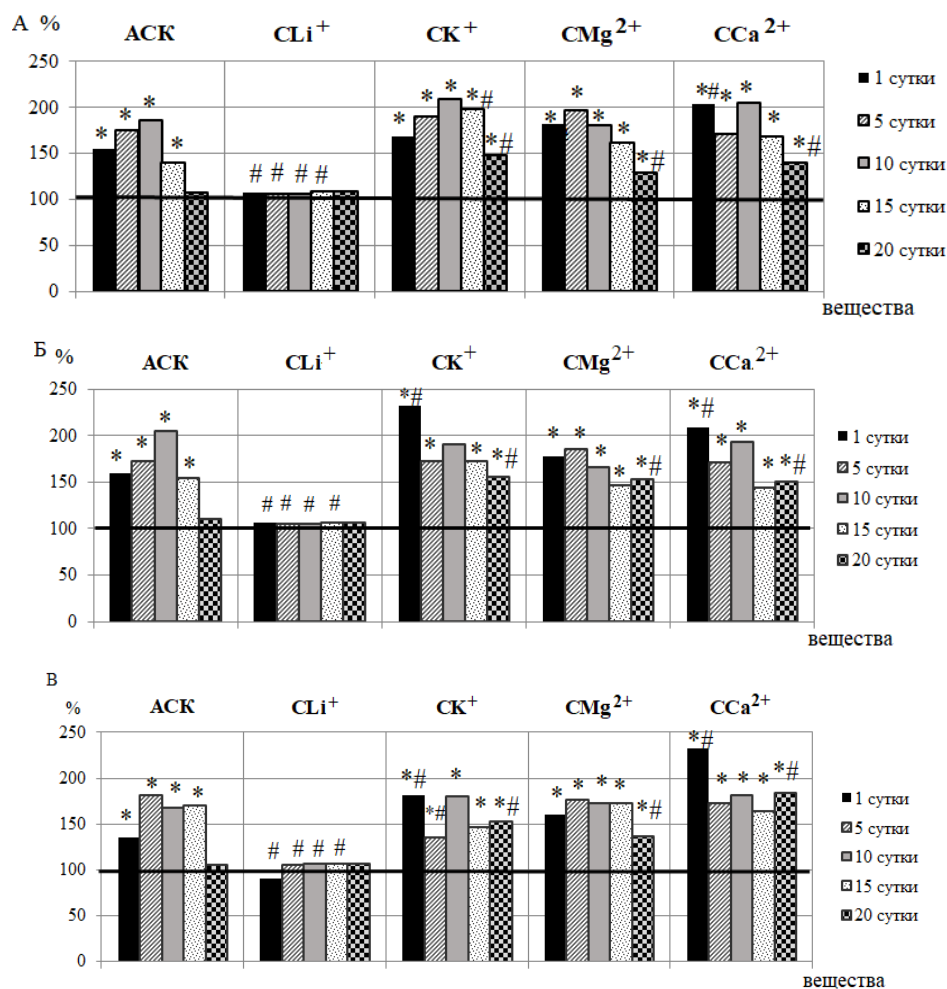 А %
АСК CLi+ CK+ CMg2+ CCa2+
250
200
150
100
50
0
* * * * # # # # * * * *# *# * * * * *# *# * * * *#
1 сутки
5 сутки
10 сутки
15 сутки
20 сутки
вещества
Б %
АСК CLi+ CK+ CMg2+ CCa2+
250
200
150
100
50
0
* * * * # # # # *# * * * *# * * * * *# *# * * * *#
1 сутки
5 сутки
10 сутки
15 сутки
20 сутки
вещества
В
%
АСК CLi+ CK+ CMg2+ CCa2+
250
200
150
100
50
0
* * * * # # # # *# *# * * *# * * * * *# *# * * * *#
1 сутки
5 сутки
10 сутки
15 сутки
20 сутки
вещества